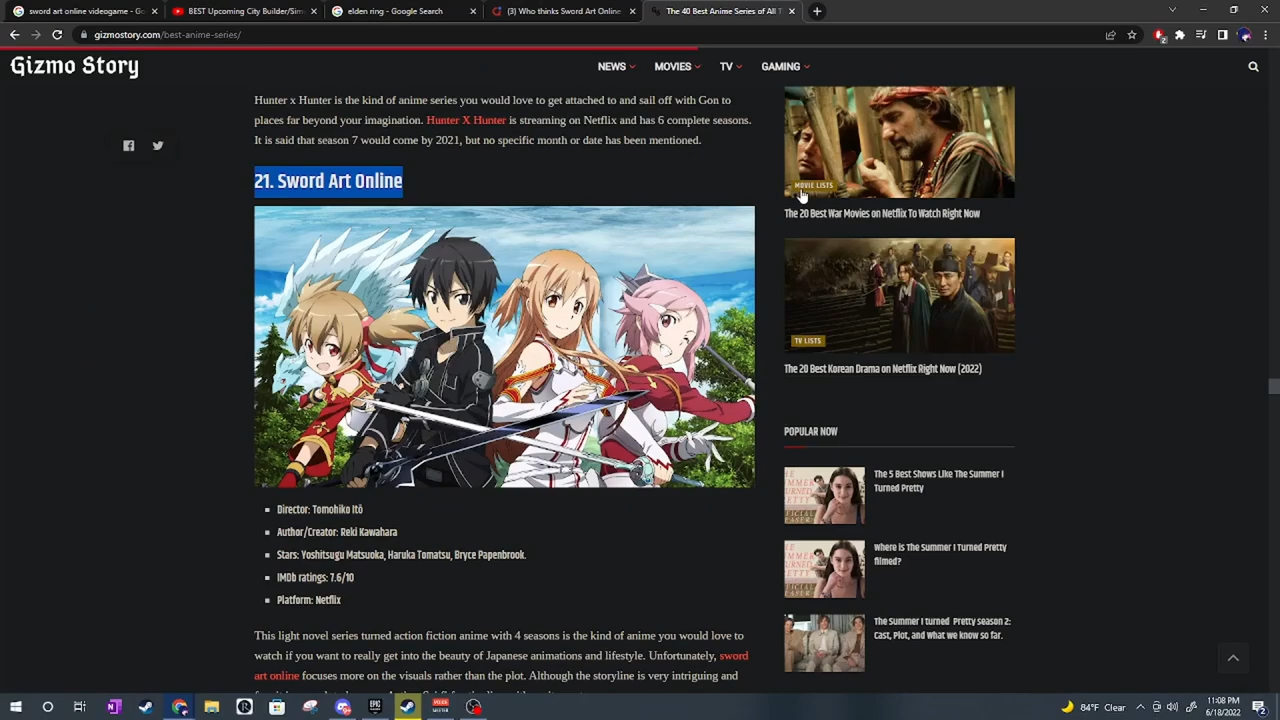 sword art online videogame - Go
BEST Upcoming City Builder/Sim
elden ring - Google Search
(3) Who thinks Sword Art Online
The 40 Best Anime Series of All T
gizmostory.com/best-anime-series/
2
Gizmo Story
NEWS
MOVIES
TV
GAMING
Hunter x Hunter is the kind of anime series you would love to get attached to and sail off with Gon to
places far beyond your imagination. Hunter X Hunter is streaming on Netflix and has 6 complete seasons.
It is said that season 7 would come by 2021, but no specific month or date has been mentioned.
21. Sword Art Online
Director: Tomohiko Itō
Author/Creator: Reki Kawahara
Stars: Yoshitsugu Matsuoka, Haruka Tomatsu, Bryce Papenbrook.
IMDb ratings: 7.6/10
Platform: Netflix
This light novel series turned action fiction anime with 4 seasons is the kind of anime you would love to
watch if you want to really get into the beauty of Japanese animations and lifestyle. Unfortunately, sword
art online focuses more on the visuals rather than the plot. Although the storyline is very intriguing and
MOVIE LISTS
The 20 Best War Movies on Netflix To Watch Right Now
TV LISTS
The 20 Best Korean Drama on Netflix Right Now (2022)
POPULAR NOW
The 5 Best Shows Like The Summer I
Turned Pretty
Where is The Summer I Turned Pretty
filmed?
The Summer I turned Pretty season 2:
Cast, Plot, and What we know so far.
84°F Clear
11:08 PM
6/18/2022
2